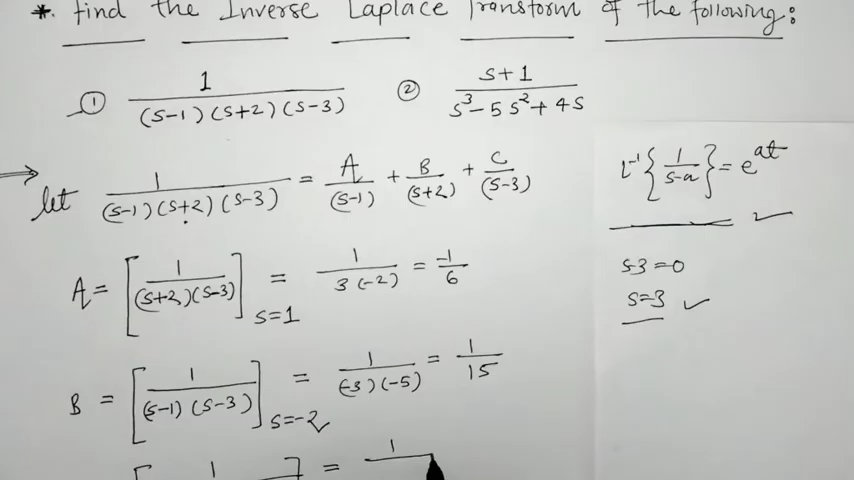 * Find the Inverse Laplace Transform of the following:
① 1/((s-1)(s+2)(s-3)) ② (s+1)/(s³-5s²+4s)
⇒ let 1/((s-1)(s+2)(s-3)) = A/(s-1) + B/(s+2) + C/(s-3)
A = [1/((s+2)(s-3))] s=1 = 1/(3(-2)) = -1/6
B = [1/((s-1)(s-3))] s=-2 = 1/((-3)(-5)) = 1/15
[1 ] = 1
L⁻¹{1/(s-a)} = e^at ✓
s-3=0
s=3 ✓